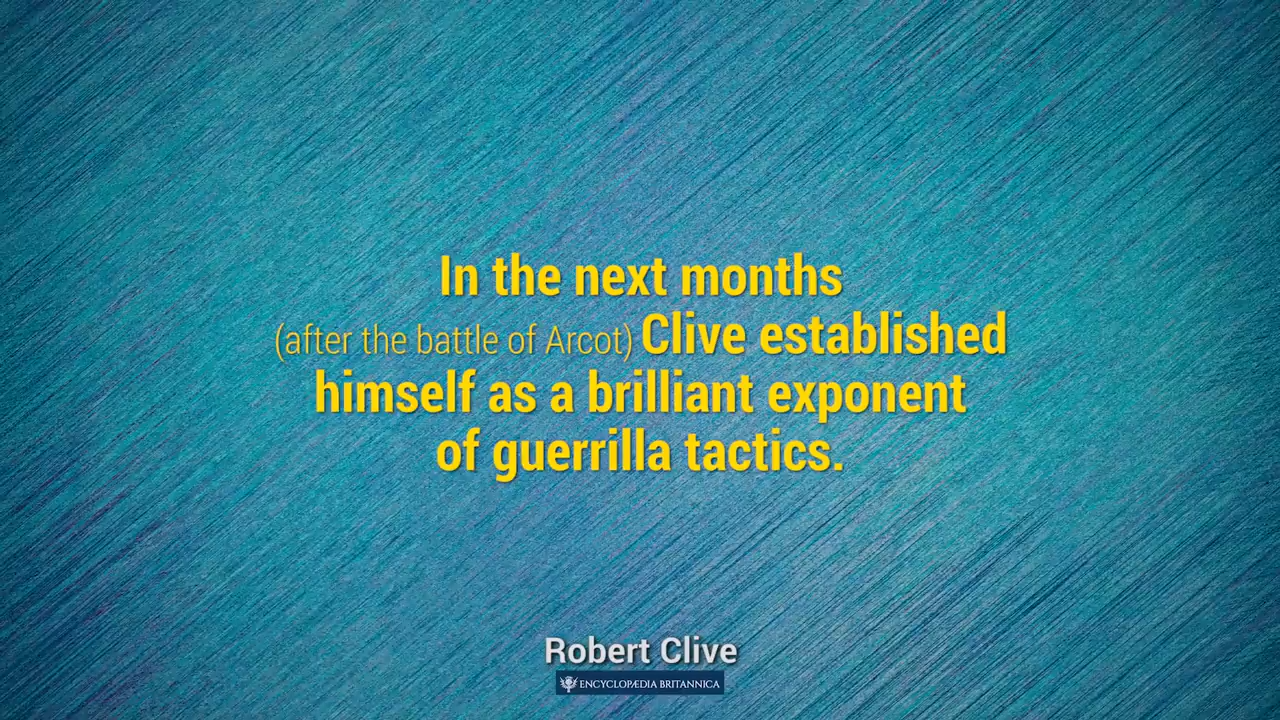 In the next months
(after the battle of Arcot) Clive established
himself as a brilliant exponent
of guerrilla tactics.
Robert Clive
ENCYCLOPÆDIA BRITANNICA